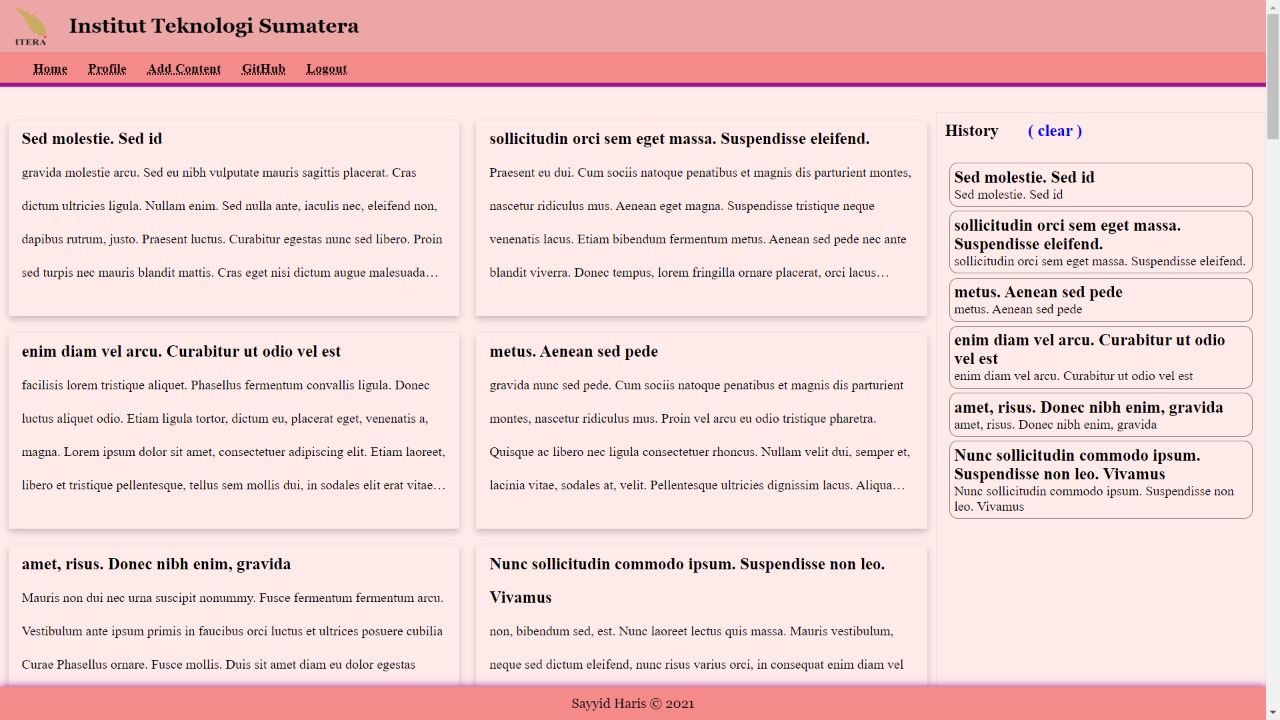 ITERA
Institut Teknologi Sumatera
Home Profile Add Content GitHub Logout
Sed molestie. Sed id
gravida molestie arcu. Sed eu nibh vulputate mauris sagittis placerat. Cras
dictum ultricies ligula. Nullam enim. Sed nulla ante, iaculis nec, eleifend non,
dapibus rutrum, justo. Praesent luctus. Curabitur egestas nunc sed libero. Proin
sed turpis nec mauris blandit mattis. Cras eget nisi dictum augue malesuada…
sollicitudin orci sem eget massa. Suspendisse eleifend.
Praesent eu dui. Cum sociis natoque penatibus et magnis dis parturient montes,
nascetur ridiculus mus. Aenean eget magna. Suspendisse tristique neque
venenatis lacus. Etiam bibendum fermentum metus. Aenean sed pede nec ante
blandit viverra. Donec tempus, lorem fringilla ornare placerat, orci lacus…
enim diam vel arcu. Curabitur ut odio vel est
facilisis lorem tristique aliquet. Phasellus fermentum convallis ligula. Donec
luctus aliquet odio. Etiam ligula tortor, dictum eu, placerat eget, venenatis a,
magna. Lorem ipsum dolor sit amet, consectetuer adipiscing elit. Etiam laoreet,
libero et tristique pellentesque, tellus sem mollis dui, in sodales elit erat vitae…
metus. Aenean sed pede
gravida nunc sed pede. Cum sociis natoque penatibus et magnis dis parturient
montes, nascetur ridiculus mus. Proin vel arcu eu odio tristique pharetra.
Quisque ac libero nec ligula consectetuer rhoncus. Nullam velit dui, semper et,
lacinia vitae, sodales at, velit. Pellentesque ultricies dignissim lacus. Aliqua…
amet, risus. Donec nibh enim, gravida
Mauris non dui nec urna suscipit nonummy. Fusce fermentum fermentum arcu.
Vestibulum ante ipsum primis in faucibus orci luctus et ultrices posuere cubilia
Curae Phasellus ornare. Fusce mollis. Duis sit amet diam eu dolor egestas
Nunc sollicitudin commodo ipsum. Suspendisse non leo.
Vivamus
non, bibendum sed, est. Nunc laoreet lectus quis massa. Mauris vestibulum,
neque sed dictum eleifend, nunc risus varius orci, in consequat enim diam vel
History ( clear )
Sed molestie. Sed id
Sed molestie. Sed id
sollicitudin orci sem eget massa.
Suspendisse eleifend.
sollicitudin orci sem eget massa. Suspendisse eleifend.
metus. Aenean sed pede
metus. Aenean sed pede
enim diam vel arcu. Curabitur ut odio
vel est
enim diam vel arcu. Curabitur ut odio vel est
amet, risus. Donec nibh enim, gravida
amet, risus. Donec nibh enim, gravida
Nunc sollicitudin commodo ipsum.
Suspendisse non leo. Vivamus
Nunc sollicitudin commodo ipsum. Suspendisse non
leo. Vivamus
Sayyid Haris © 2021